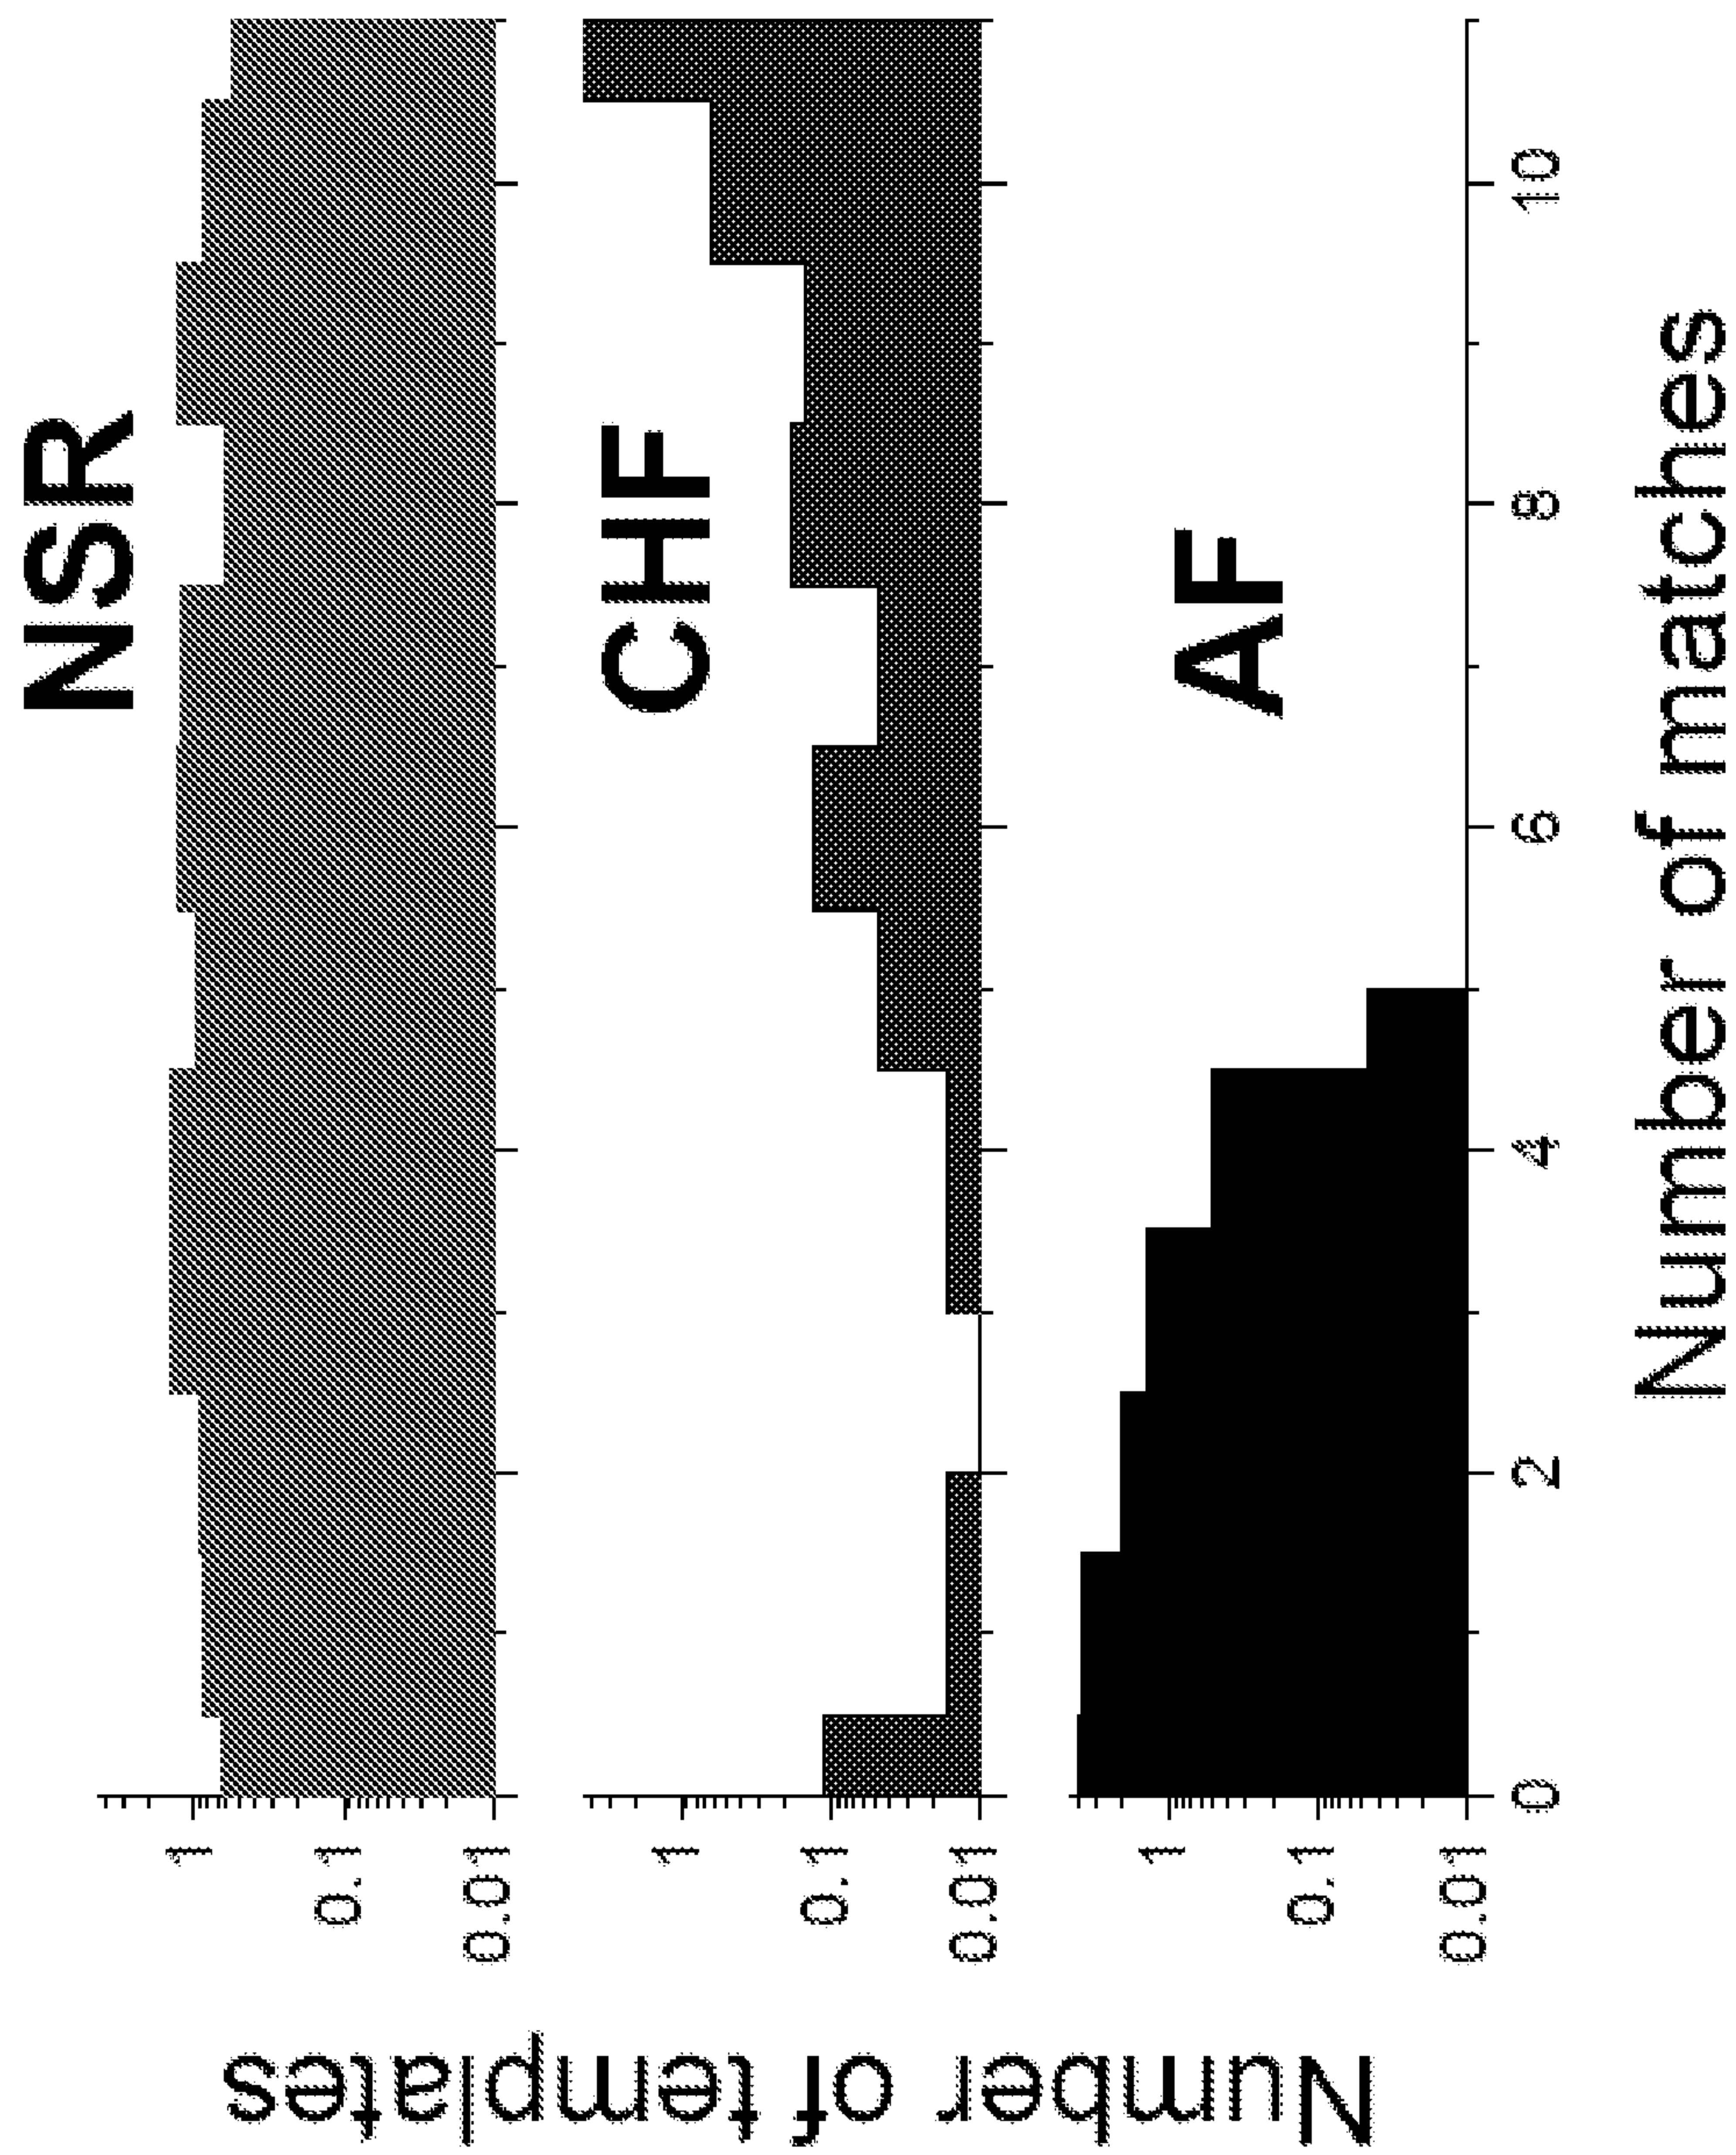 NSR
1
0.1
0.01
CHF
1
0.1
0.01
AF
1
0.1
0.01
0 2 4 6 8 10
Number of matches
Number of templates